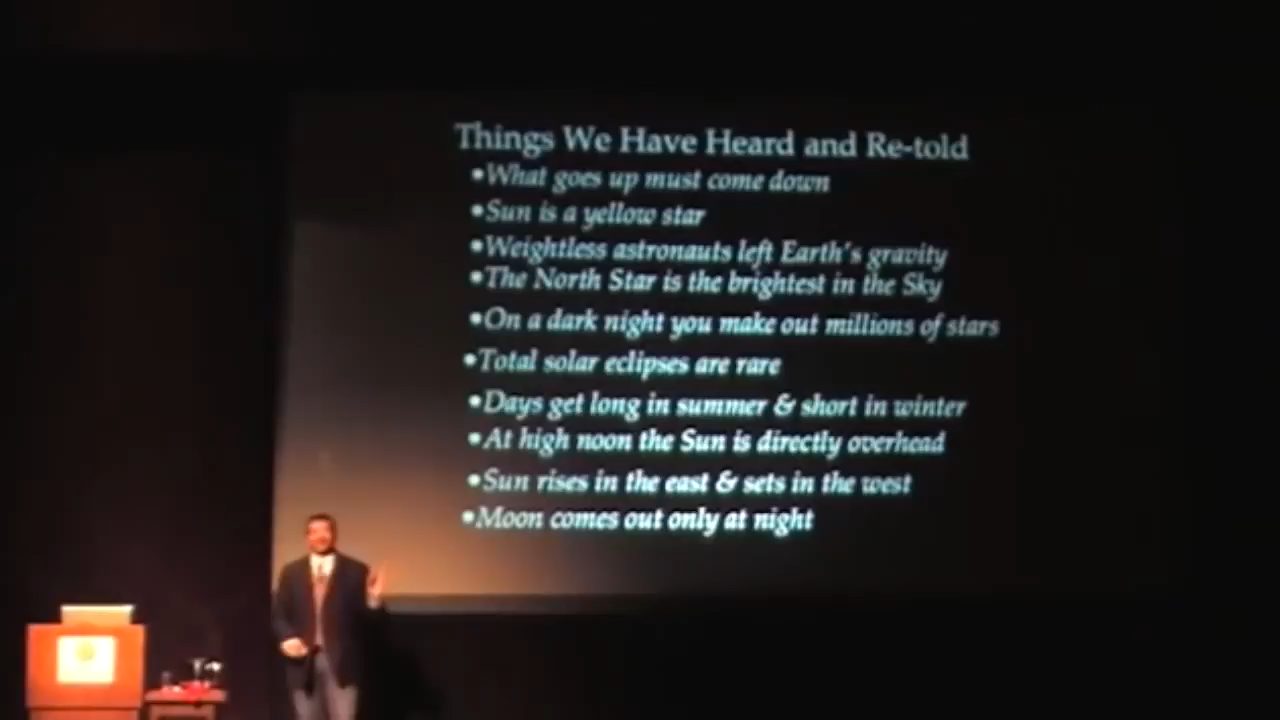 Things We Have Heard and Re-told
•What goes up must come down
•Sun is a yellow star
•Weightless astronauts left Earth's gravity
•The North Star is the brightest in the Sky
•On a dark night you make out millions of stars
•Total solar eclipses are rare
•Days get long in summer & short in winter
•At high noon the Sun is directly overhead
•Sun rises in the east & sets in the west
•Moon comes out only at night